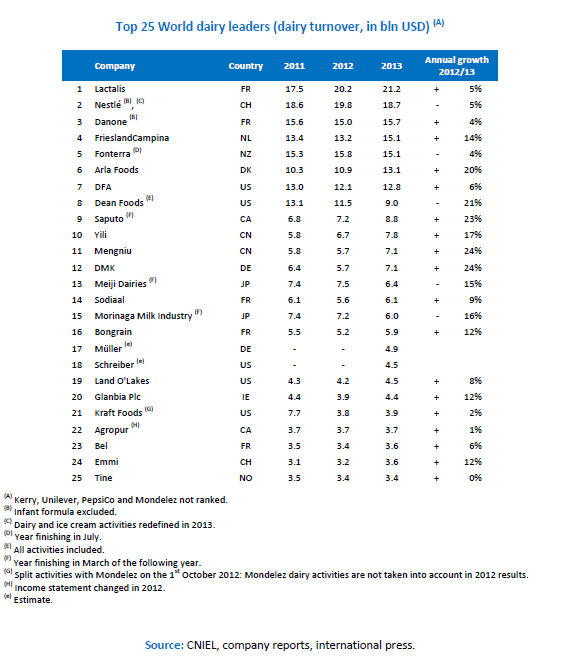 Top 25 World dairy leaders (dairy turnover, in bln USD) (A)
Company Country 2011 2012 2013 Annual growth 2012/13
1 Lactalis FR 17.5 20.2 21.2 + 5%
2 Nestlé (B), (C) CH 18.6 19.8 18.7 - 5%
3 Danone (B) FR 15.6 15.0 15.7 + 4%
4 FrieslandCampina NL 13.4 13.2 15.1 + 14%
5 Fonterra (D) NZ 15.3 15.8 15.1 - 4%
6 Arla Foods DK 10.3 10.9 13.1 + 20%
7 DFA US 13.0 12.1 12.8 + 6%
8 Dean Foods (E) US 13.1 11.5 9.0 - 21%
9 Saputo (F) CA 6.8 7.2 8.8 + 23%
10 Yili CN 5.8 6.7 7.8 + 17%
11 Mengniu CN 5.8 5.7 7.1 + 24%
12 DMK DE 6.4 5.7 7.1 + 24%
13 Meiji Dairies (F) JP 7.4 7.5 6.4 - 15%
14 Sodiaal FR 6.1 5.6 6.1 + 9%
15 Morinaga Milk Industry (F) JP 7.4 7.2 6.0 - 16%
16 Bongrain FR 5.5 5.2 5.9 + 12%
17 Müller (e) DE - - 4.9
18 Schreiber (e) US - - 4.5
19 Land O'Lakes US 4.3 4.2 4.5 + 8%
20 Glanbia Plc IE 4.4 3.9 4.4 + 12%
21 Kraft Foods (G) US 7.7 3.8 3.9 + 2%
22 Agropur (H) CA 3.7 3.7 3.7 + 1%
23 Bel FR 3.5 3.4 3.6 + 6%
24 Emmi CH 3.1 3.2 3.6 + 12%
25 Tine NO 3.5 3.4 3.4 + 0%
(A) Kerry, Unilever, PepsiCo and Mondelez not ranked.
(B) Infant formula excluded.
(C) Dairy and ice cream activities redefined in 2013.
(D) Year finishing in July.
(E) All activities included.
(F) Year finishing in March of the following year.
(G) Split activities with Mondelez on the 1st October 2012: Mondelez dairy activities are not taken into account in 2012 results.
(H) Income statement changed in 2012.
(e) Estimate.
Source: CNIEL, company reports, international press.